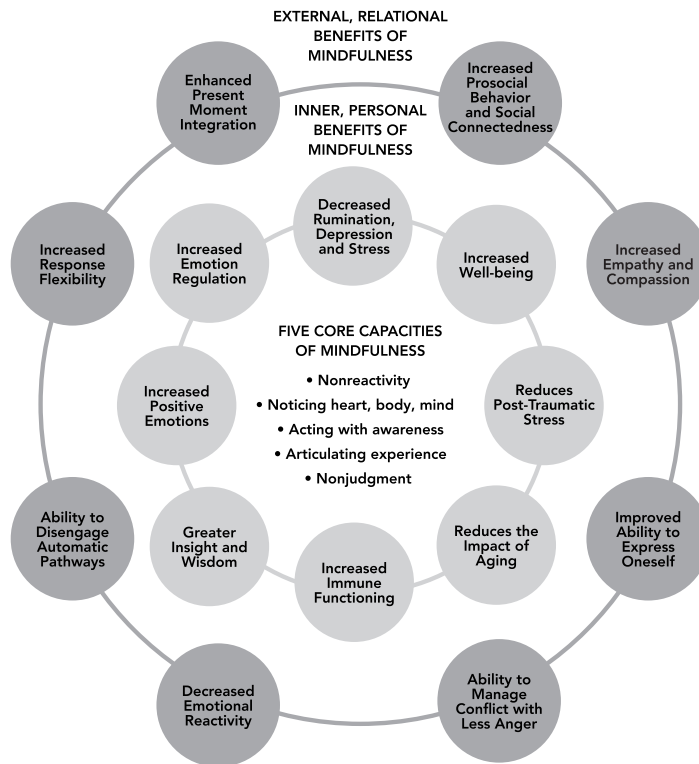 EXTERNAL, RELATIONAL
BENEFITS OF
MINDFULNESS
Enhanced
Present
Moment
Integration
Increased
Prosocial
Behavior
and Social
Connectedness
INNER, PERSONAL
BENEFITS OF
MINDFULNESS
Decreased
Rumination,
Depression
and Stress
Increased
Response
Flexibility
Increased
Emotion
Regulation
Increased
Well-being
Increased
Empathy and
Compassion
FIVE CORE CAPACITIES
OF MINDFULNESS
• Nonreactivity
• Noticing heart, body, mind
• Acting with awareness
• Articulating experience
• Nonjudgment
Increased
Positive
Emotions
Reduces
Post-Traumatic
Stress
Ability to
Disengage
Automatic
Pathways
Greater
Insight and
Wisdom
Increased
Immune
Functioning
Reduces the
Impact of
Aging
Improved
Ability to
Express
Oneself
Decreased
Emotional
Reactivity
Ability to
Manage
Conflict with
Less Anger